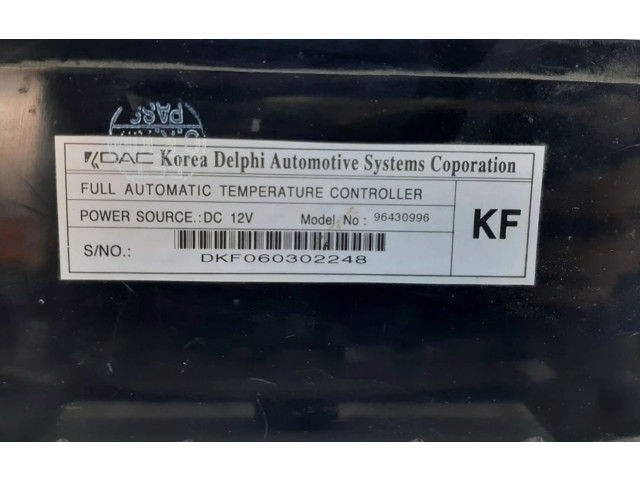 PASS
KDAC Korea Delphi Automotive Systems Coporation
FULL AUTOMATIC TEMPERATURE CONTROLLER
POWER SOURCE.:DC 12V Model No : 96430996
KF
S/NO.:
DKF060302248